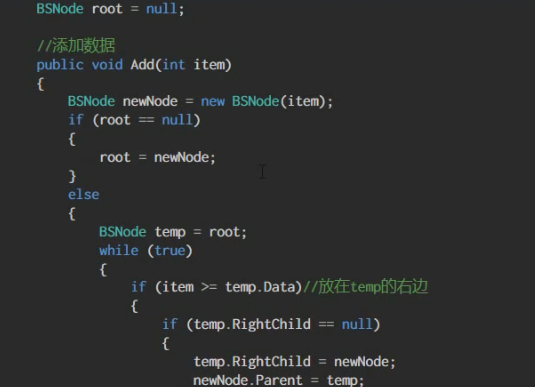 BSNode root = null;
//添加数据
public void Add(int item)
{
BSNode newNode = new BSNode(item);
if (root == null)
{
root = newNode;
}
else
{
BSNode temp = root;
while (true)
{
if (item >= temp.Data)//放在temp的右边
{
if (temp.RightChild == null)
{
temp.RightChild = newNode;
newNode.Parent = temp;